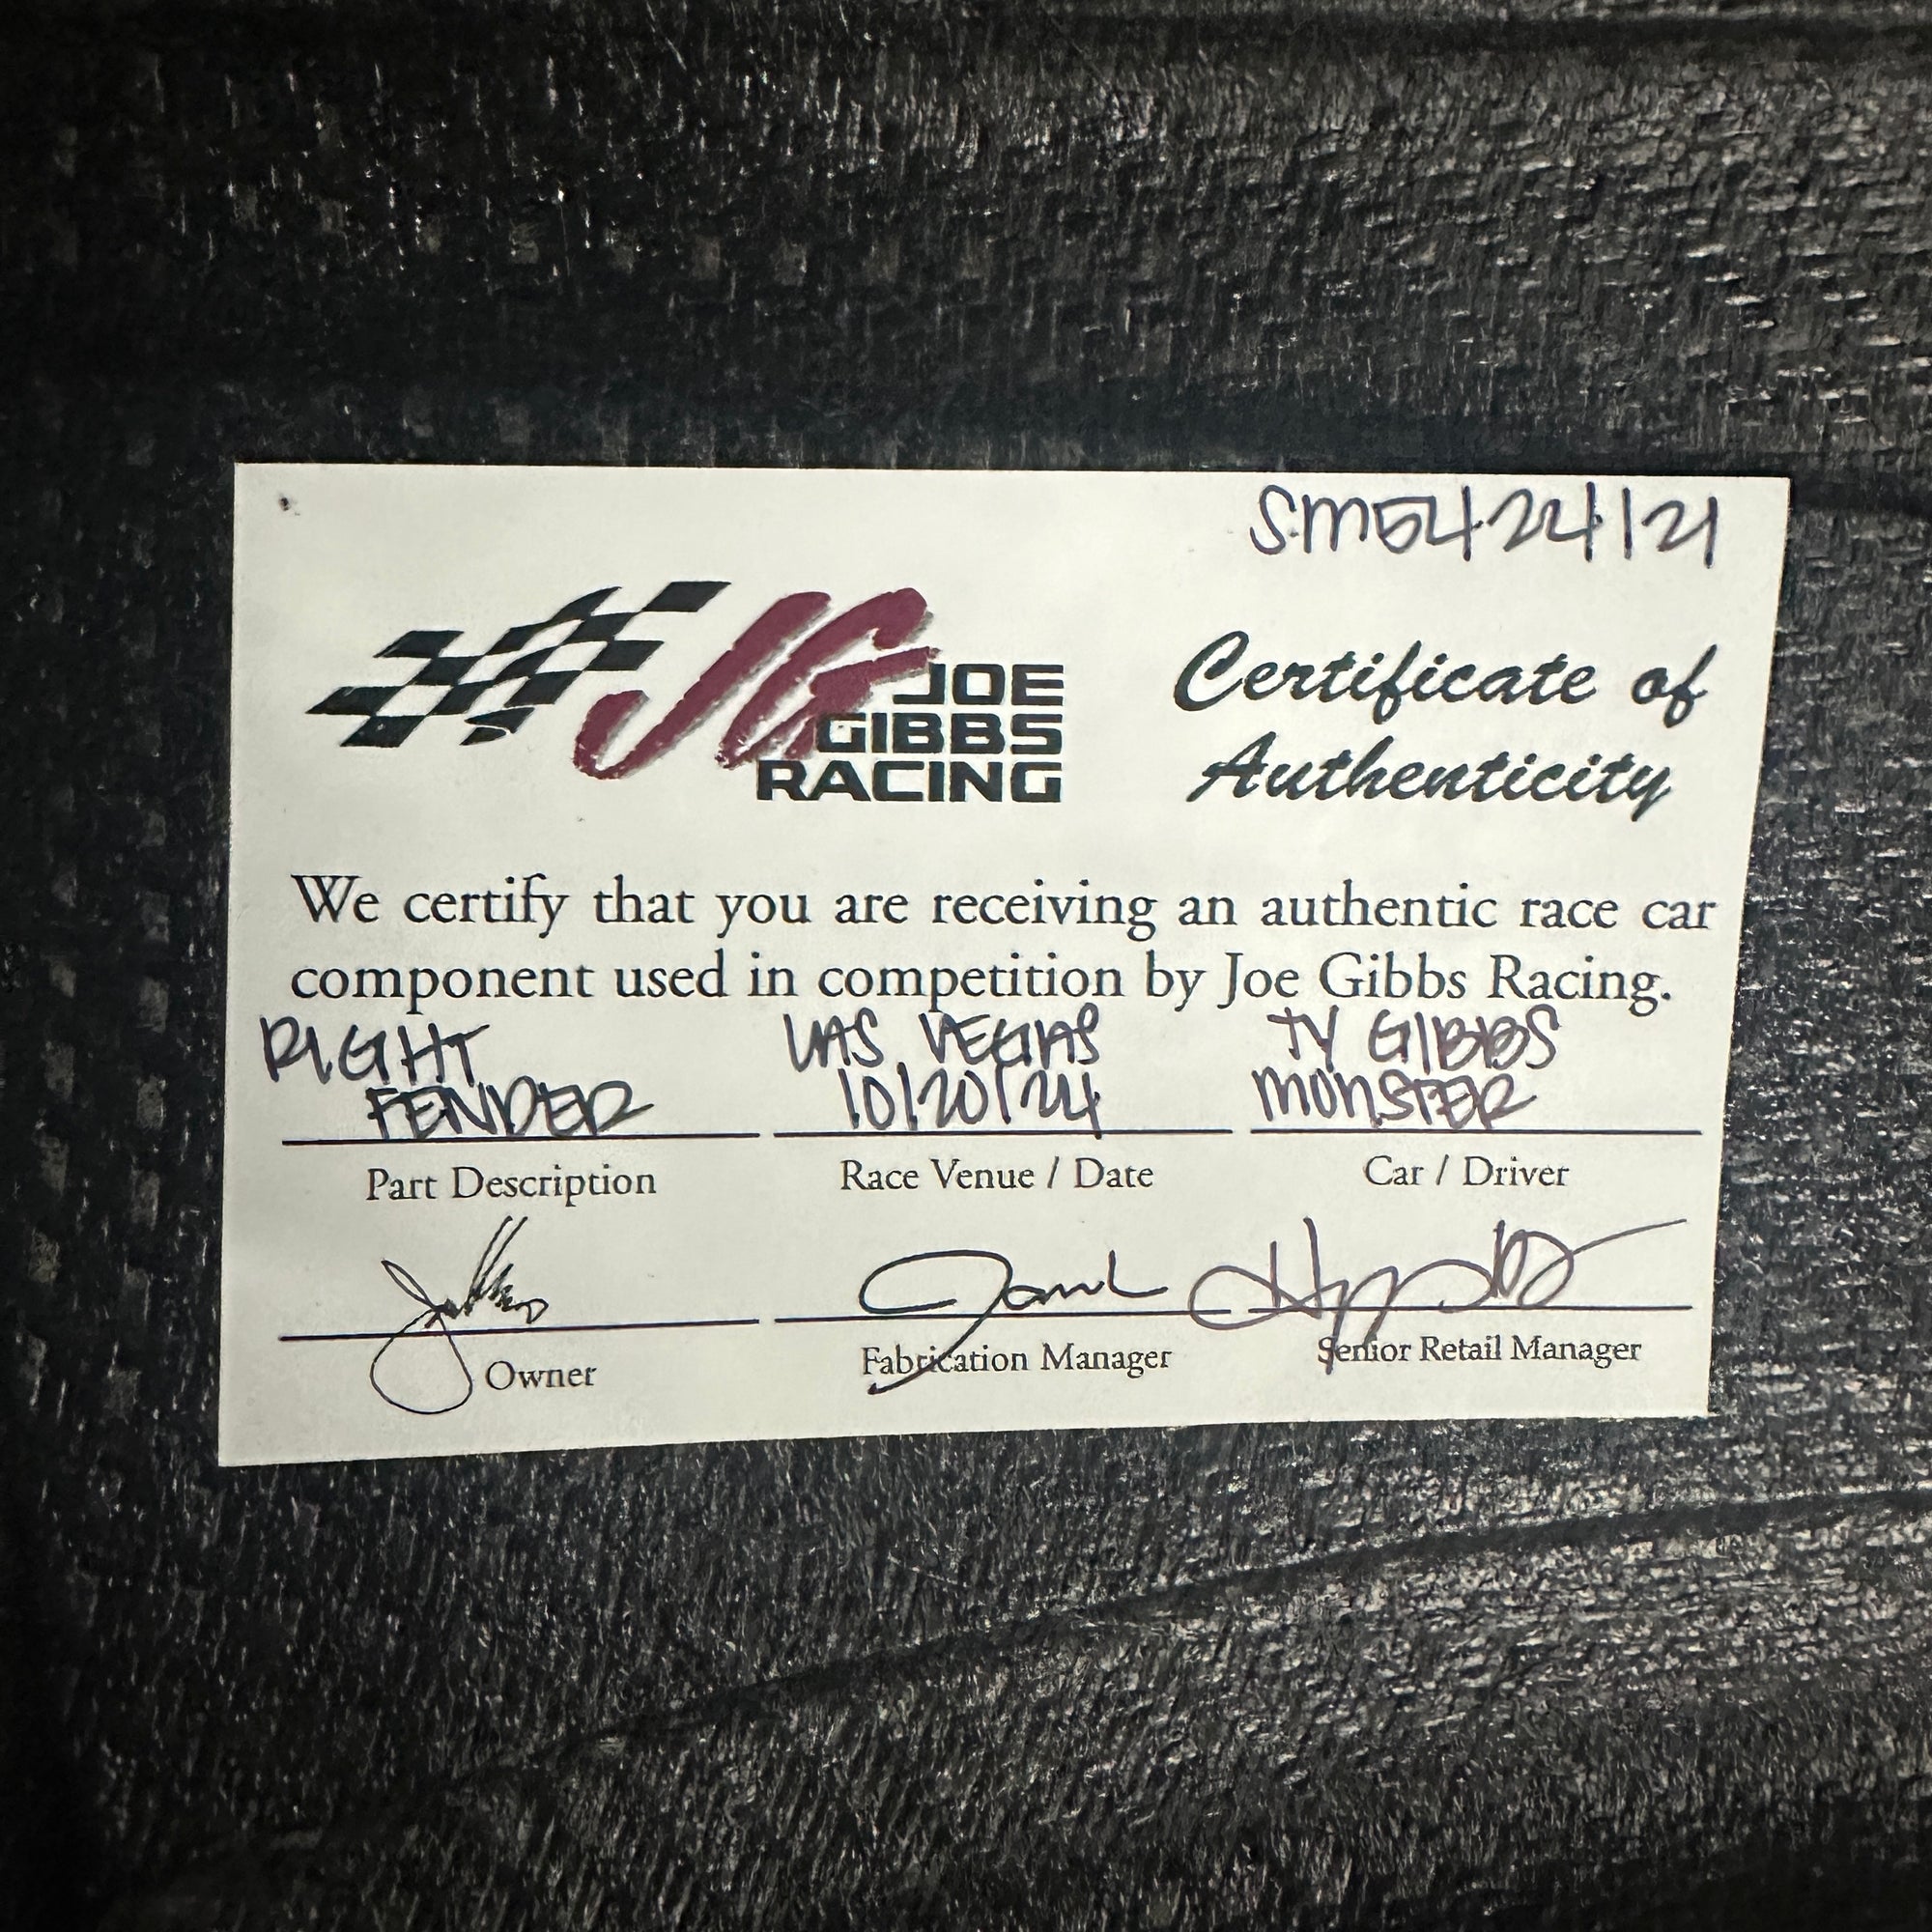 SM5424121
JG JOE
GIBBS
RACING
Certificate of
Authenticity
We certify that you are receiving an authentic race car
component used in competition by Joe Gibbs Racing.
RIGHT
FENDER
Part Description
LAS VEGAS
10/20/24
Race Venue / Date
TY GIBBS
MONSTER
Car / Driver
Owner
Fabrication Manager
Senior Retail Manager